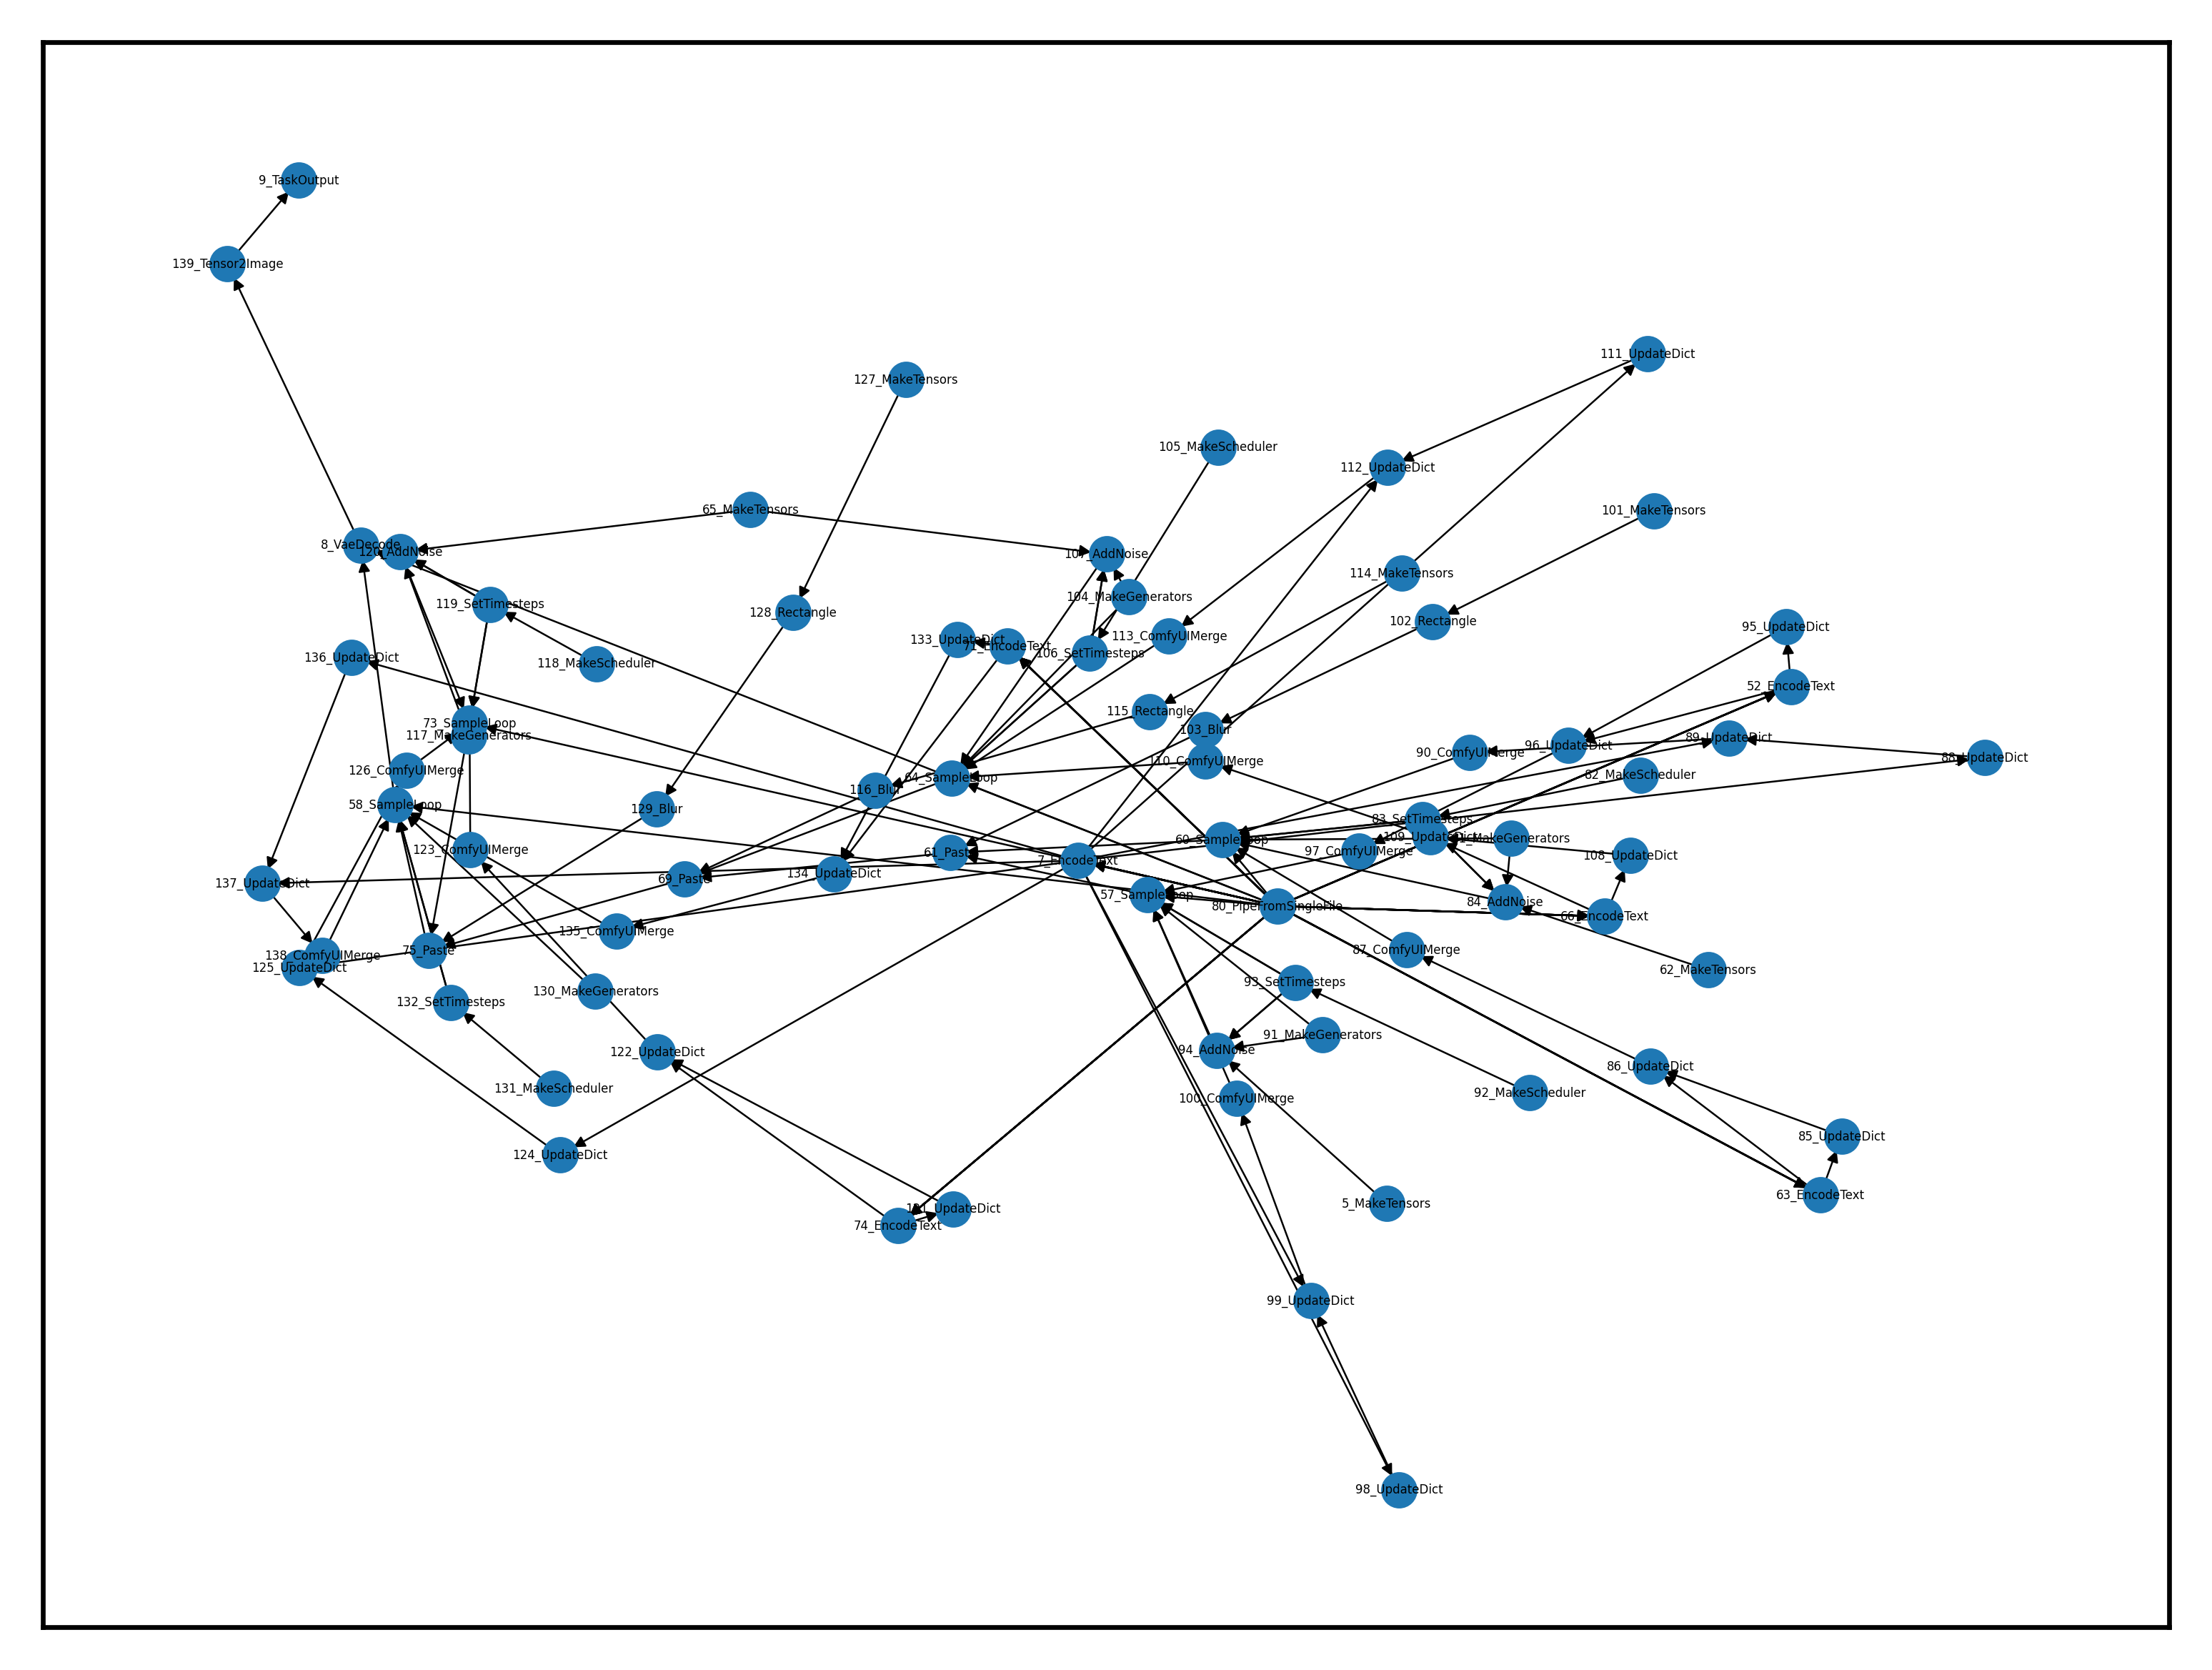 9_TaskOutput
139_Tensor2Image
111_UpdateDict
127_MakeTensors
105_MakeScheduler
112_UpdateDict
65_MakeTensors
101_MakeTensors
8_VaeDecode
120_AddNoise
107_AddNoise
114_MakeTensors
104_MakeGenerators
119_SetTimesteps
128_Rectangle
102_Rectangle
95_UpdateDict
113_ComfyUIMerge
133_UpdateDict
71_EncodeText
106_SetTimesteps
136_UpdateDict
118_MakeScheduler
52_EncodeText
115_Rectangle
73_SampleLoop
103_Blur
117_MakeGenerators
89_UpdateDict
96_UpdateDict
90_ComfyUIMerge
88_UpdateDict
110_ComfyUIMerge
126_ComfyUIMerge
82_MakeScheduler
64_SampleLoop
116_Blur
58_SampleLoop
129_Blur
83_SetTimesteps
109_UpdateDict
MakeGenerators
60_SampleLoop
123_ComfyUIMerge
61_Paste
97_ComfyUIMerge
108_UpdateDict
7_EncodeText
134_UpdateDict
69_Paste
137_UpdateDict
57_SampleLoop
84_AddNoise
80_PipeFromSingleFile
66_EncodeText
135_ComfyUIMerge
75_Paste
87_ComfyUIMerge
138_ComfyUIMerge
125_UpdateDict
62_MakeTensors
93_SetTimesteps
130_MakeGenerators
132_SetTimesteps
91_MakeGenerators
94_AddNoise
122_UpdateDict
86_UpdateDict
131_MakeScheduler
92_MakeScheduler
100_ComfyUIMerge
85_UpdateDict
124_UpdateDict
63_EncodeText
5_MakeTensors
121_UpdateDict
74_EncodeText
99_UpdateDict
98_UpdateDict